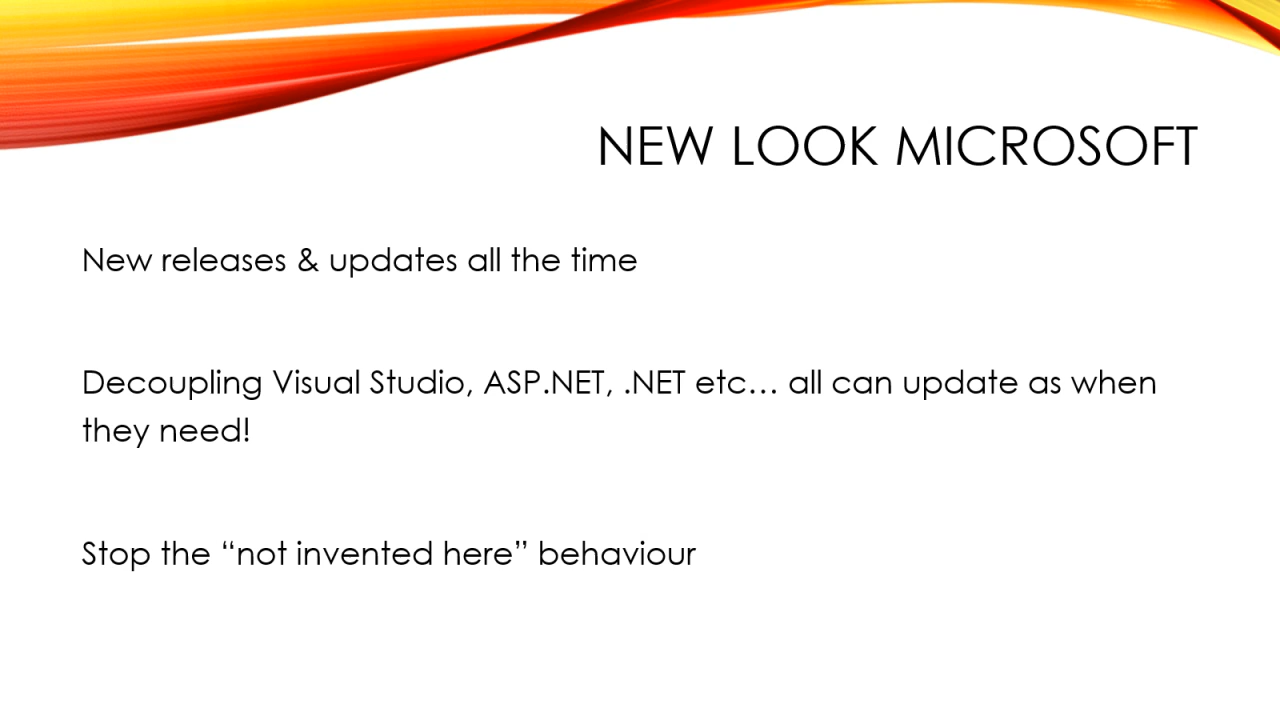 NEW LOOK MICROSOFT
New releases & updates all the time
Decoupling Visual Studio, ASP.NET, .NET etc… all can update as when
they need!
Stop the “not invented here” behaviour